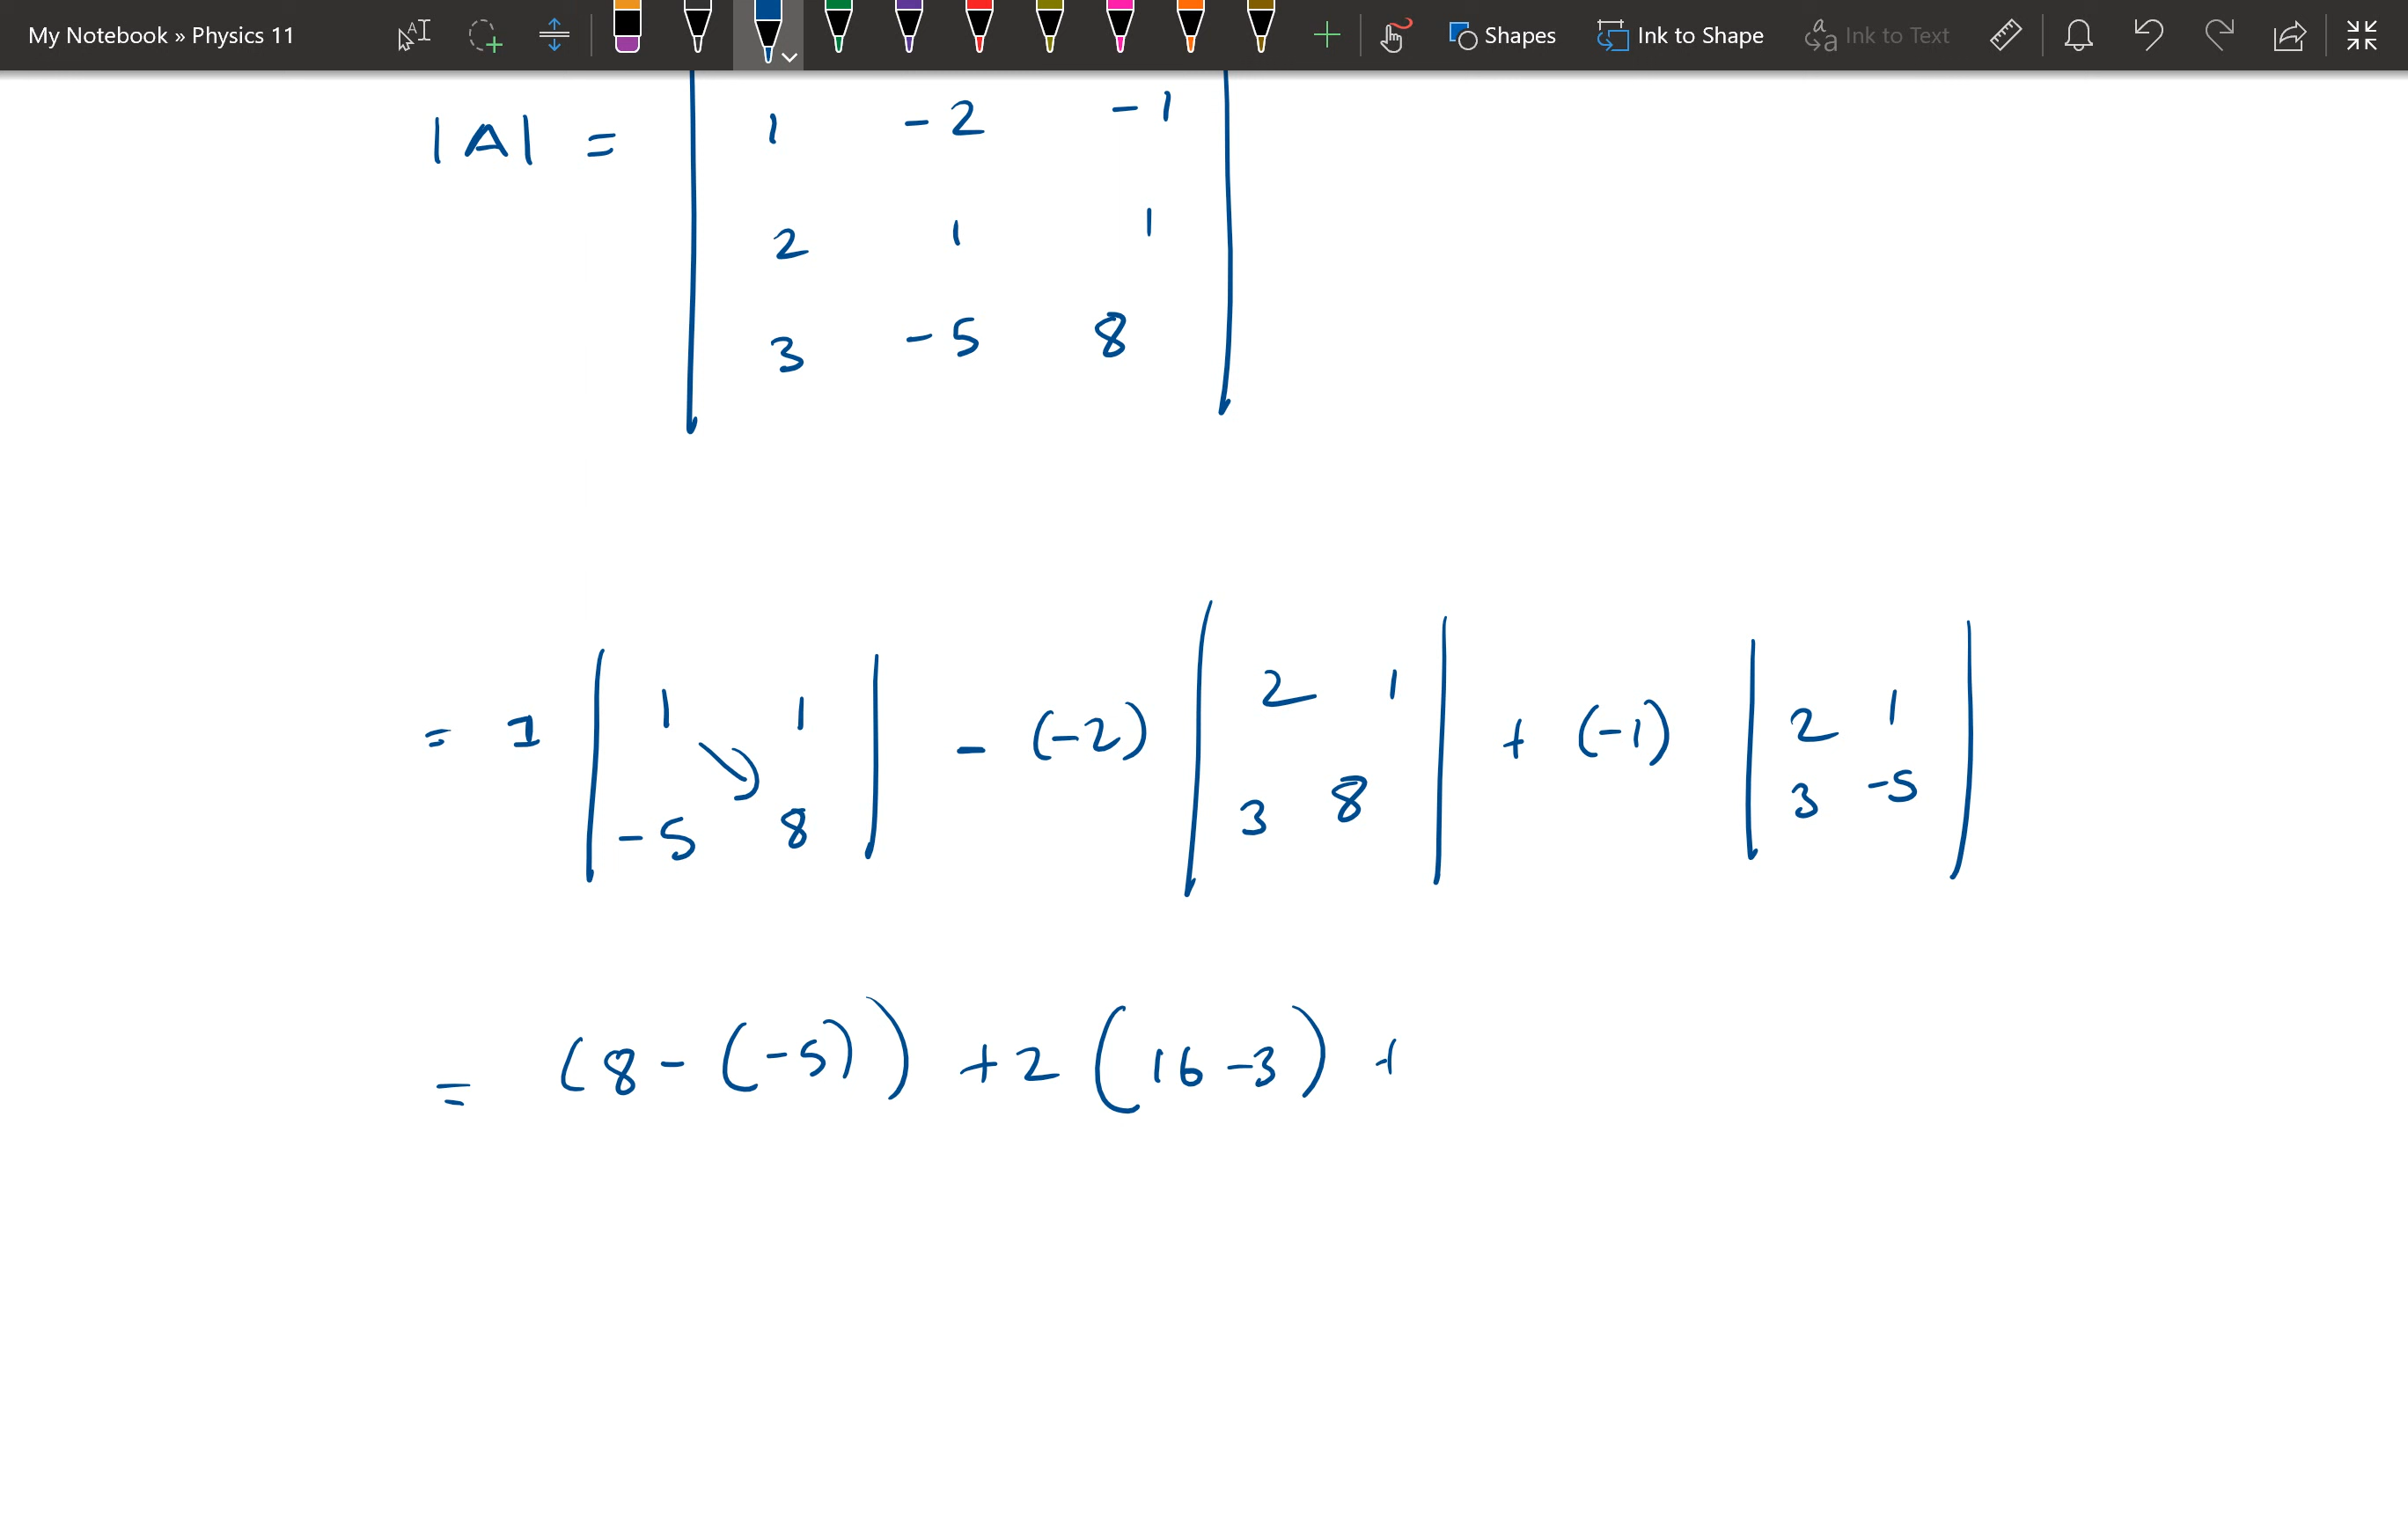 My Notebook » Physics 11 Shapes Ink to Shape Ink to Text
|A| = | 1 -2 -1 |
2 1 1
3 -5 8
= 1 | 1 1 | - (-2) | 2 1 | + (-1) | 2 1 |
-5 8 3 8 3 -5
= (8 - (-5)) + 2 (16 - 3) +